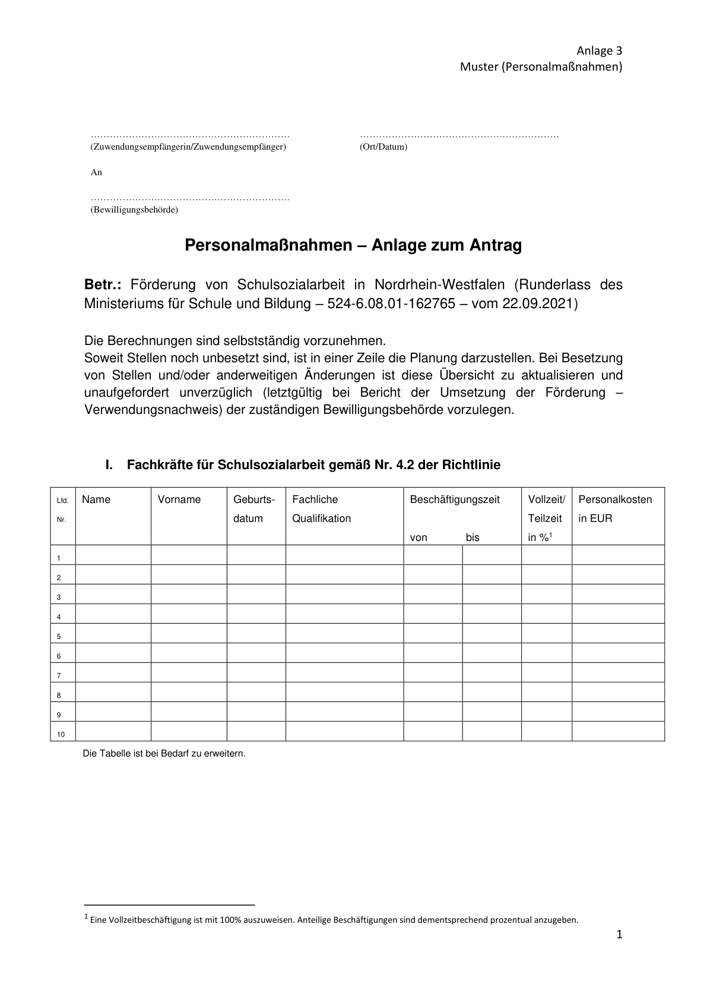 Anlage 3
Muster (Personalmaßnahmen)
…………………………………………………… ……………………………………………………
(Zuwendungsempfängerin/Zuwendungsempfänger) (Ort/Datum)
An
……………………………………………………
(Bewilligungsbehörde)
Personalmaßnahmen – Anlage zum Antrag
Betr.: Förderung von Schulsozialarbeit in Nordrhein-Westfalen (Runderlass des
Ministeriums für Schule und Bildung – 524-6.08.01-162765 – vom 22.09.2021)
Die Berechnungen sind selbstständig vorzunehmen.
Soweit Stellen noch unbesetzt sind, ist in einer Zeile die Planung darzustellen. Bei Besetzung
von Stellen und/oder anderweitigen Änderungen ist diese Übersicht zu aktualisieren und
unaufgefordert unverzüglich (letztgültig bei Bericht der Umsetzung der Förderung –
Verwendungsnachweis) der zuständigen Bewilligungsbehörde vorzulegen.
I. Fachkräfte für Schulsozialarbeit gemäß Nr. 4.2 der Richtlinie
Lfd. Name Vorname Geburts- Fachliche Beschäftigungszeit Vollzeit/ Personalkosten
Nr. datum Qualifikation Teilzeit in EUR
von bis in %¹
1
2
3
4
5
6
7
8
9
10
Die Tabelle ist bei Bedarf zu erweitern.
¹ Eine Vollzeitbeschäftigung ist mit 100% auszuweisen. Anteilige Beschäftigungen sind dementsprechend prozentual anzugeben.
1